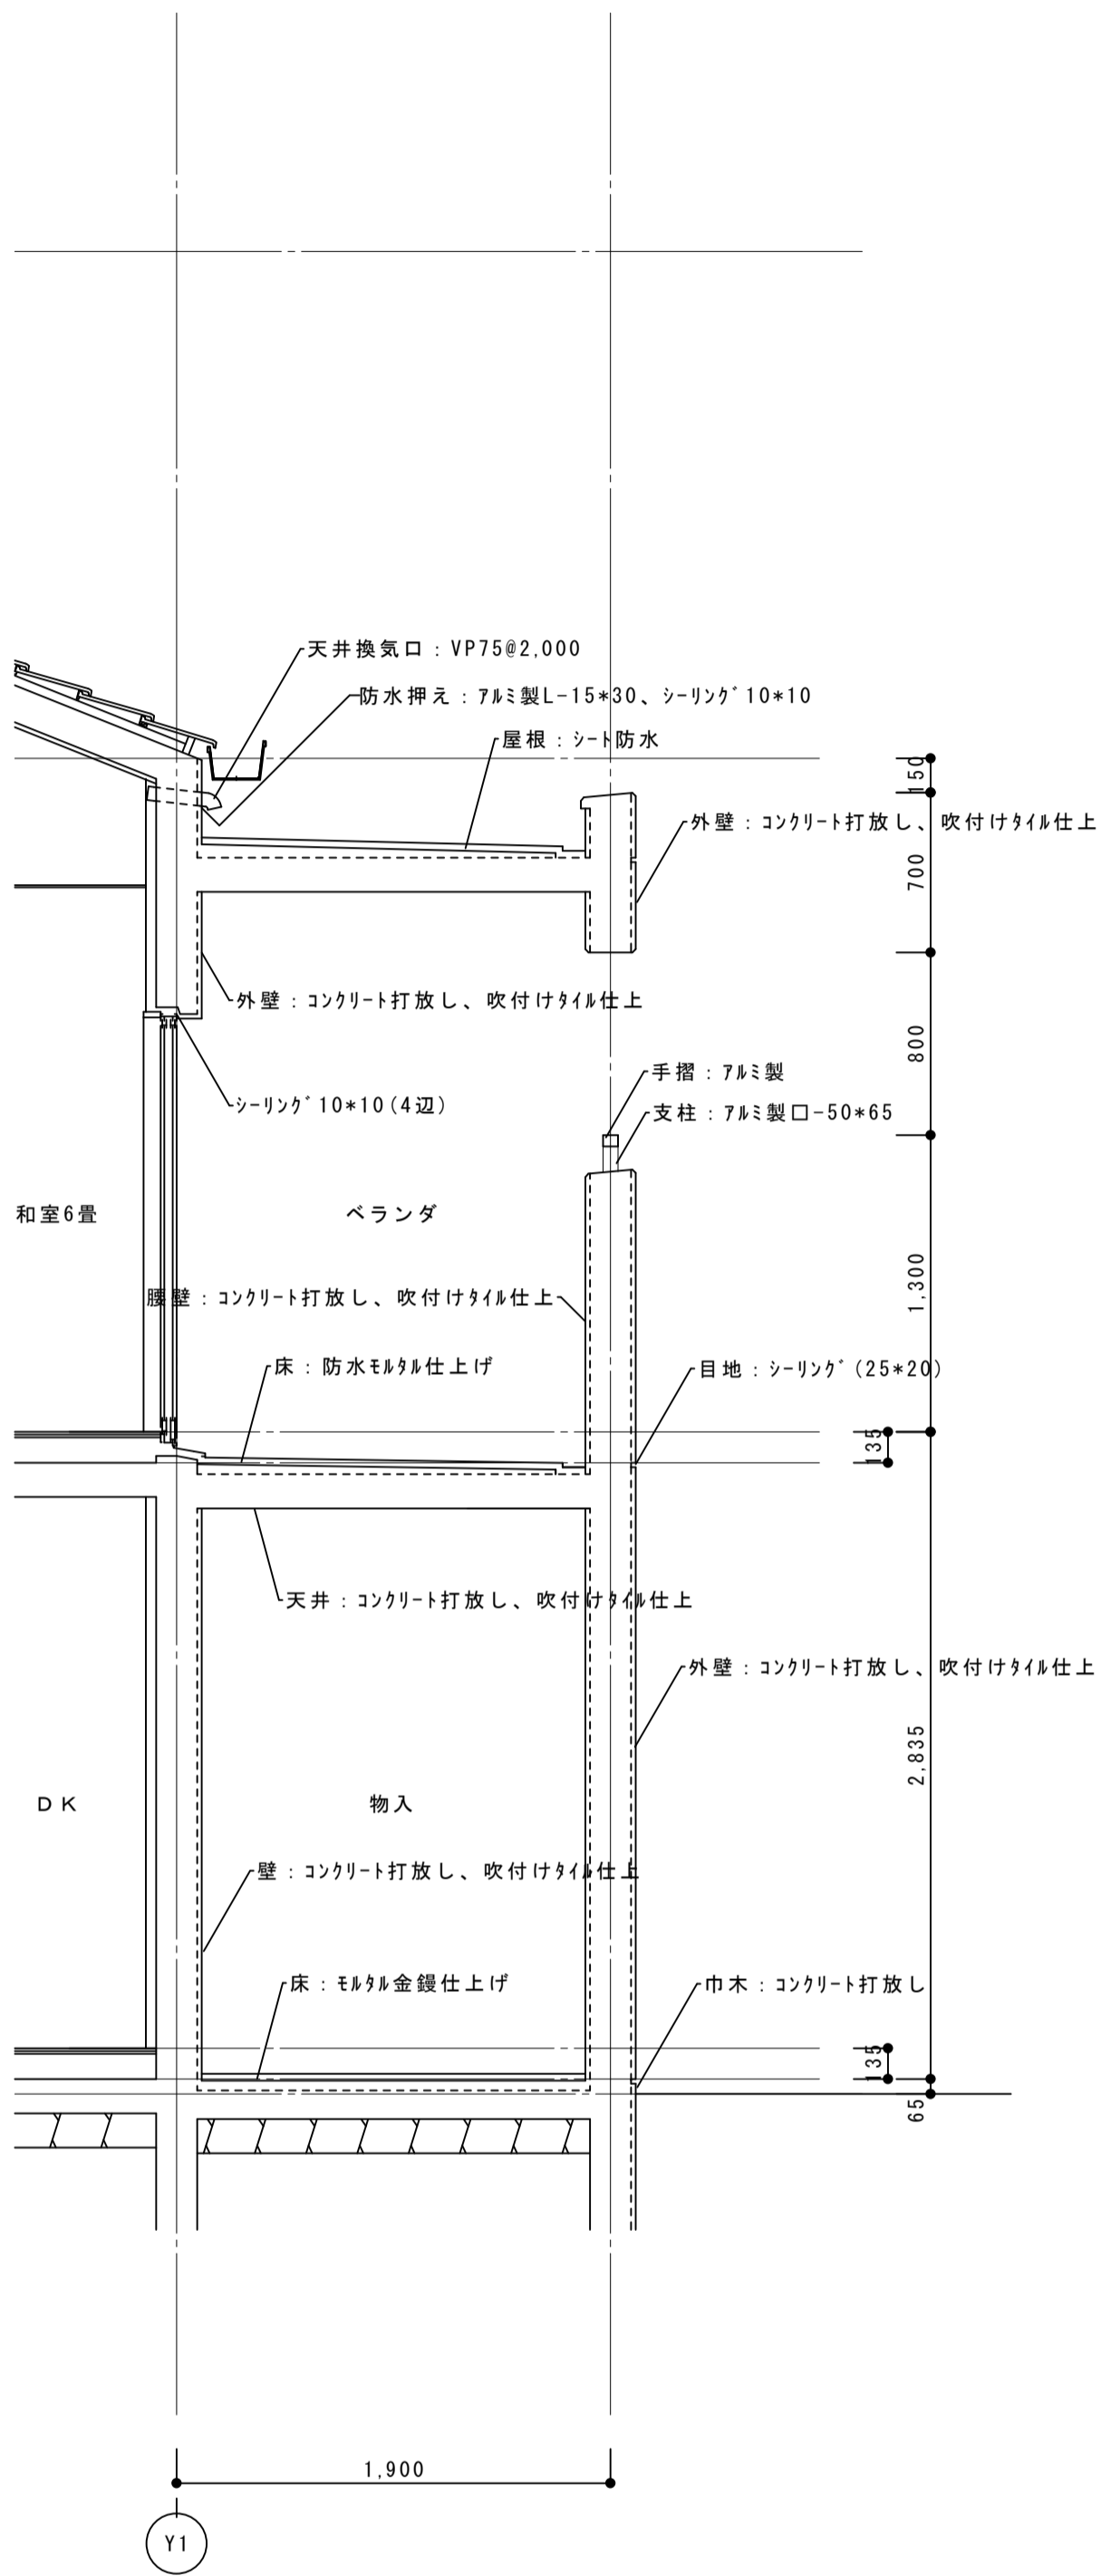 天井換気口：VP75@2,000
防水押え：ｱﾙﾐ製L-15*30、ｼｰﾘﾝｸﾞ10*10
屋根：ｼｰﾄ防水
150
外壁：ｺﾝｸﾘｰﾄ打放し、吹付けﾀｲﾙ仕上
700
外壁：ｺﾝｸﾘｰﾄ打放し、吹付けﾀｲﾙ仕上
800
手摺：ｱﾙﾐ製
ｼｰﾘﾝｸﾞ10*10(4辺)
支柱：ｱﾙﾐ製口-50*65
和室6畳
ベランダ
1,300
腰壁：ｺﾝｸﾘｰﾄ打放し、吹付けﾀｲﾙ仕上
床：防水ﾓﾙﾀﾙ仕上げ
目地：ｼｰﾘﾝｸﾞ(25*20)
135
天井：ｺﾝｸﾘｰﾄ打放し、吹付けﾀｲﾙ仕上
外壁：ｺﾝｸﾘｰﾄ打放し、吹付けﾀｲﾙ仕上
2,835
ＤＫ
物入
壁：ｺﾝｸﾘｰﾄ打放し、吹付けﾀｲﾙ仕上
床：ﾓﾙﾀﾙ金鏝仕上げ
巾木：ｺﾝｸﾘｰﾄ打放し
135
65
1,900
Y1